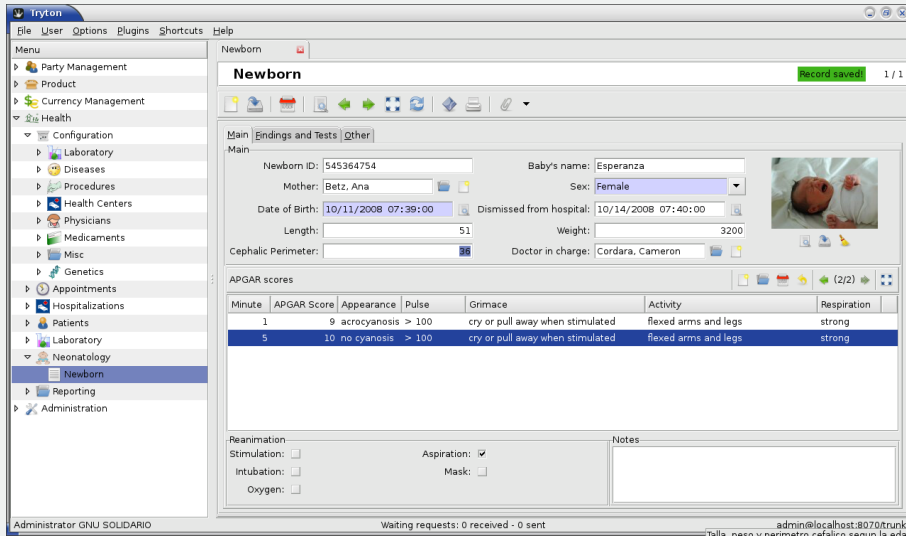 Tryton
File User Options Plugins Shortcuts Help
Menu
Party Management
Product
Currency Management
Health
Configuration
Laboratory
Diseases
Procedures
Health Centers
Physicians
Medicaments
Misc
Genetics
Appointments
Hospitalizations
Patients
Laboratory
Neonatology
Newborn
Reporting
Administration
Newborn
Newborn
Record saved! 1 / 1
Main Findings and Tests Other
Main
Newborn ID: 545364754 Baby's name: Esperanza
Mother: Betz, Ana Sex: Female
Date of Birth: 10/11/2008 07:39:00 Dismissed from hospital: 10/14/2008 07:40:00
Length: 51 Weight: 3200
Cephalic Perimeter: 36 Doctor in charge: Cordara, Cameron
APGAR scores (2/2)
Minute APGAR Score Appearance Pulse Grimace Activity Respiration
1 9 acrocyanosis > 100 cry or pull away when stimulated flexed arms and legs strong
5 10 no cyanosis > 100 cry or pull away when stimulated flexed arms and legs strong
Reanimation Notes
Stimulation: Aspiration:
Intubation: Mask:
Oxygen:
Administrator GNU SOLIDARIO Waiting requests: 0 received - 0 sent admin@localhost:8070/trunk
Talla, peso y perimetro cefalico segun la eda